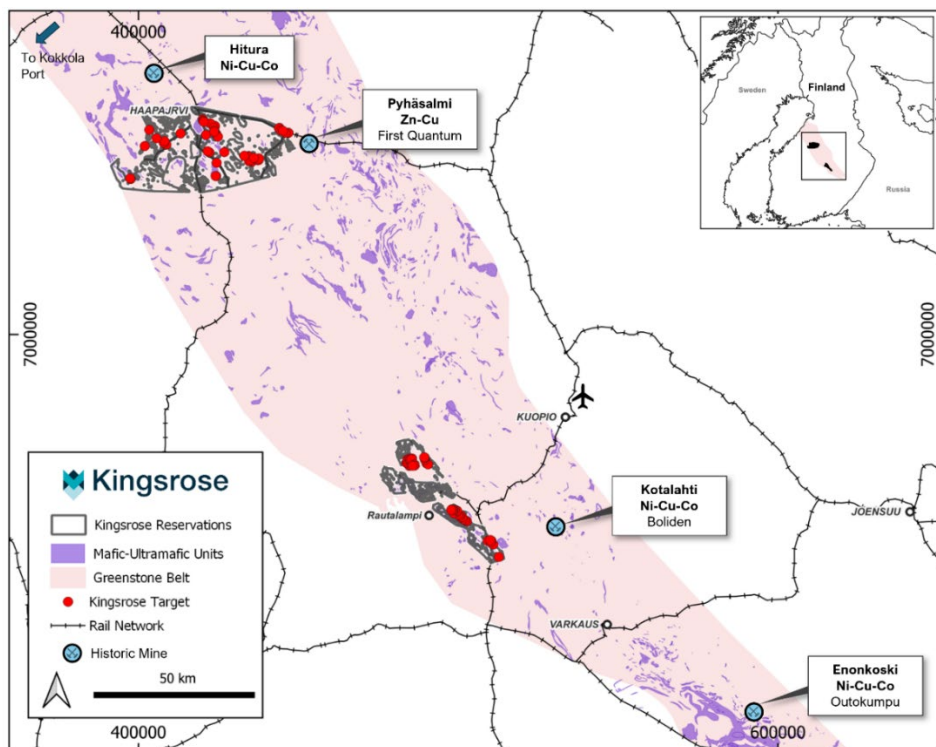 400000
To Kokkola
Port
Hitura
Ni-Cu-Co
HAAPAJRVI
Pyhäsalmi
Zn-Cu
First Quantum
Sweden
Finland
Russia
7000000
7000000
KUOPIO
Kingsrose
Kingsrose Reservations
Mafic-Ultramafic Units
Greenstone Belt
Kingsrose Target
Rail Network
Historic Mine
50 km
Rautalampi
Kotalahti
Ni-Cu-Co
Boliden
JOENSUU
VARKAUS
Enonkoski
Ni-Cu-Co
Outokumpu
400000
600000